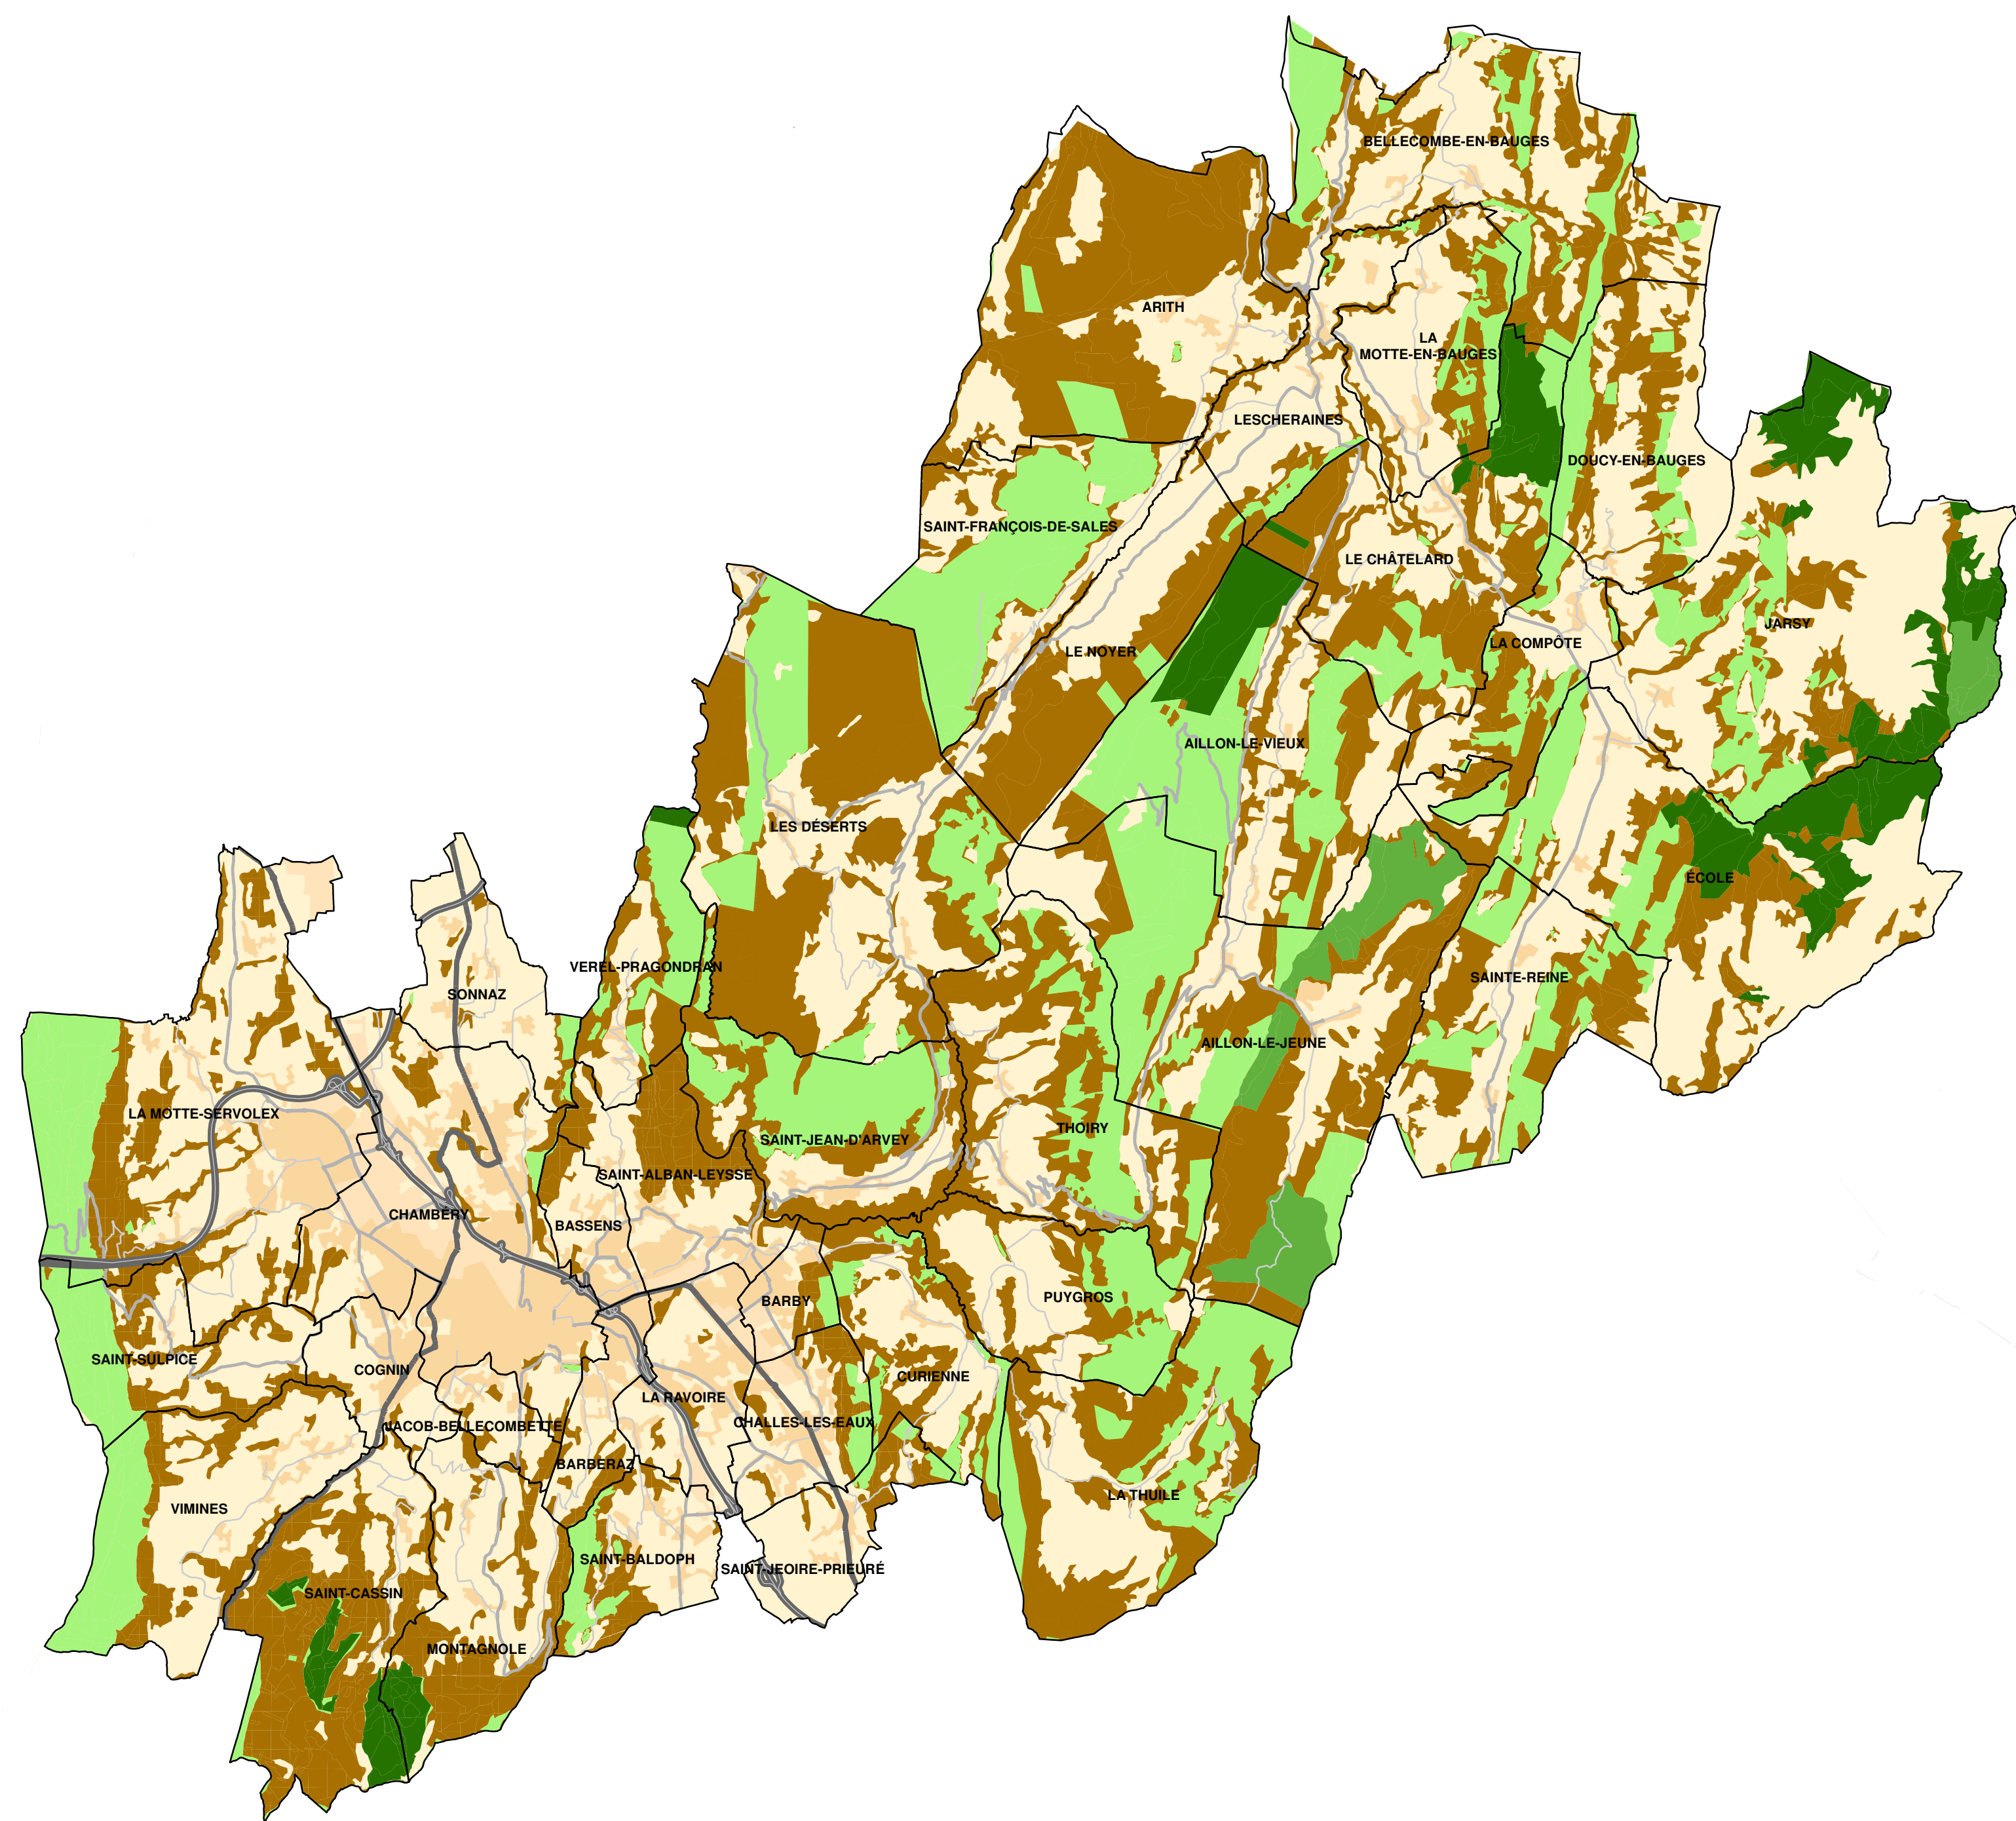 BELLECOMBE-EN-BAUGES
ARITH
LA
MOTTE-EN-BAUGES
LESCHERAINES
DOUCY-EN-BAUGES
SAINT-FRANÇOIS-DE-SALES
LE CHÂTELARD
JARSY
LA COMPÔTE
LE NOYER
AILLON-LE-VIEUX
LES DÉSERTS
ÉCOLE
VEREL-PRAGONDRAN
SAINTE-REINE
SONNAZ
AILLON-LE-JEUNE
LA MOTTE-SERVOLEX
THOIRY
SAINT-JEAN-D'ARVEY
SAINT-ALBAN-LEYSSE
CHAMBÉRY
BASSENS
PUYGROS
BARBY
SAINT-SULPICE
COGNIN
CURIENNE
LA RAVOIRE
CHALLES-LES-EAUX
JACOB-BELLECOMBETTE
BARBERAZ
LA THUILE
VIMINES
SAINT-BALDOPH
SAINT-JEOIRE-PRIEURÉ
SAINT-CASSIN
MONTAGNOLE